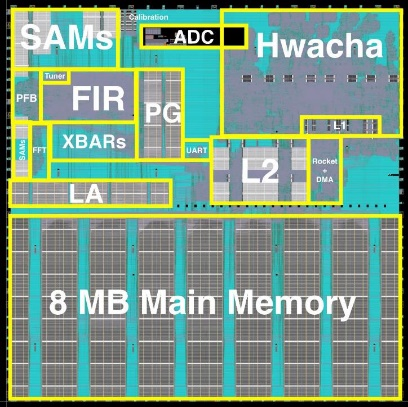 Calibration
SAMs
ADC
Hwacha
Tuner
PFB
FIR
PG
L1
SAMs
FFT
XBARs
UART
L2
Rocket
+
DMA
LA
8 MB Main Memory